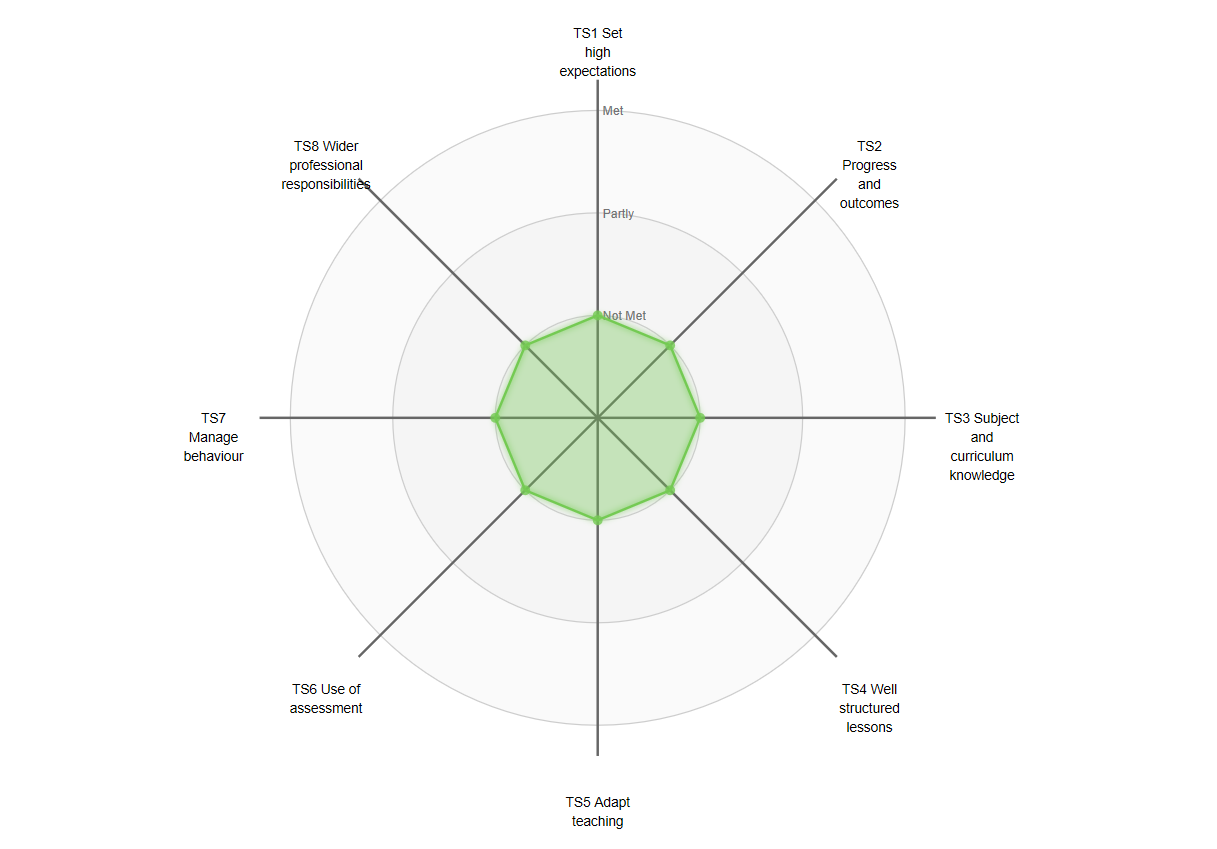 TS1 Set
high
expectations
Met
Partly
Not Met
TS2
Progress
and
outcomes
TS3 Subject
and
curriculum
knowledge
TS4 Well
structured
lessons
TS5 Adapt
teaching
TS6 Use of
assessment
TS7
Manage
behaviour
TS8 Wider
professional
responsibilities